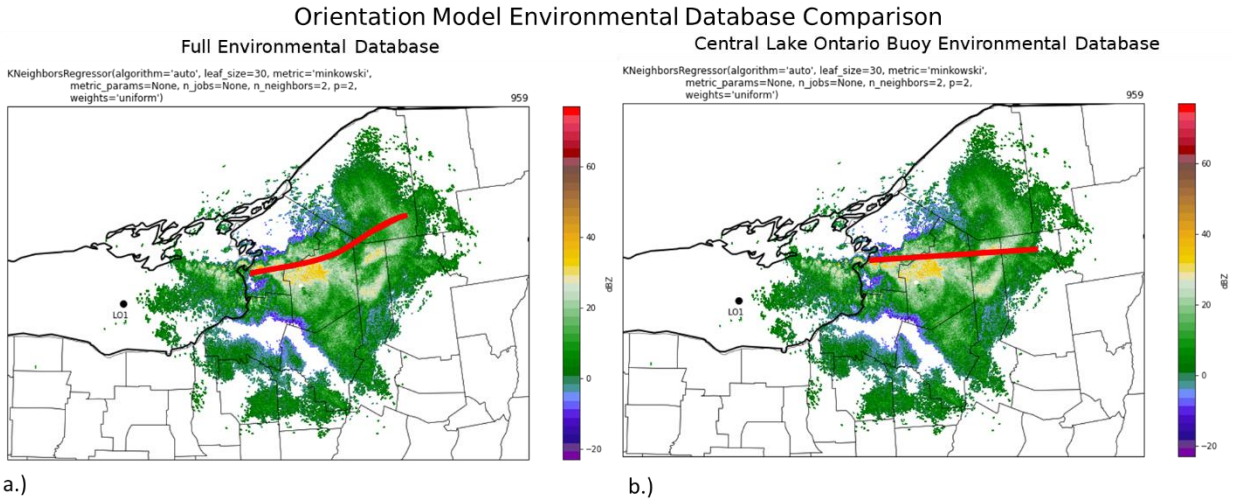 Orientation Model Environmental Database Comparison
Full Environmental Database
KNeighborsRegressor(algorithm='auto', leaf_size=30, metric='minkowski',
metric_params=None, n_jobs=None, n_neighbors=2, p=2,
weights='uniform')
959
LO1
60
40
20
0
−20
dBZ
a.)
Central Lake Ontario Buoy Environmental Database
KNeighborsRegressor(algorithm='auto', leaf_size=30, metric='minkowski',
metric_params=None, n_jobs=None, n_neighbors=2, p=2,
weights='uniform')
959
LO1
60
40
20
0
−20
dBZ
b.)